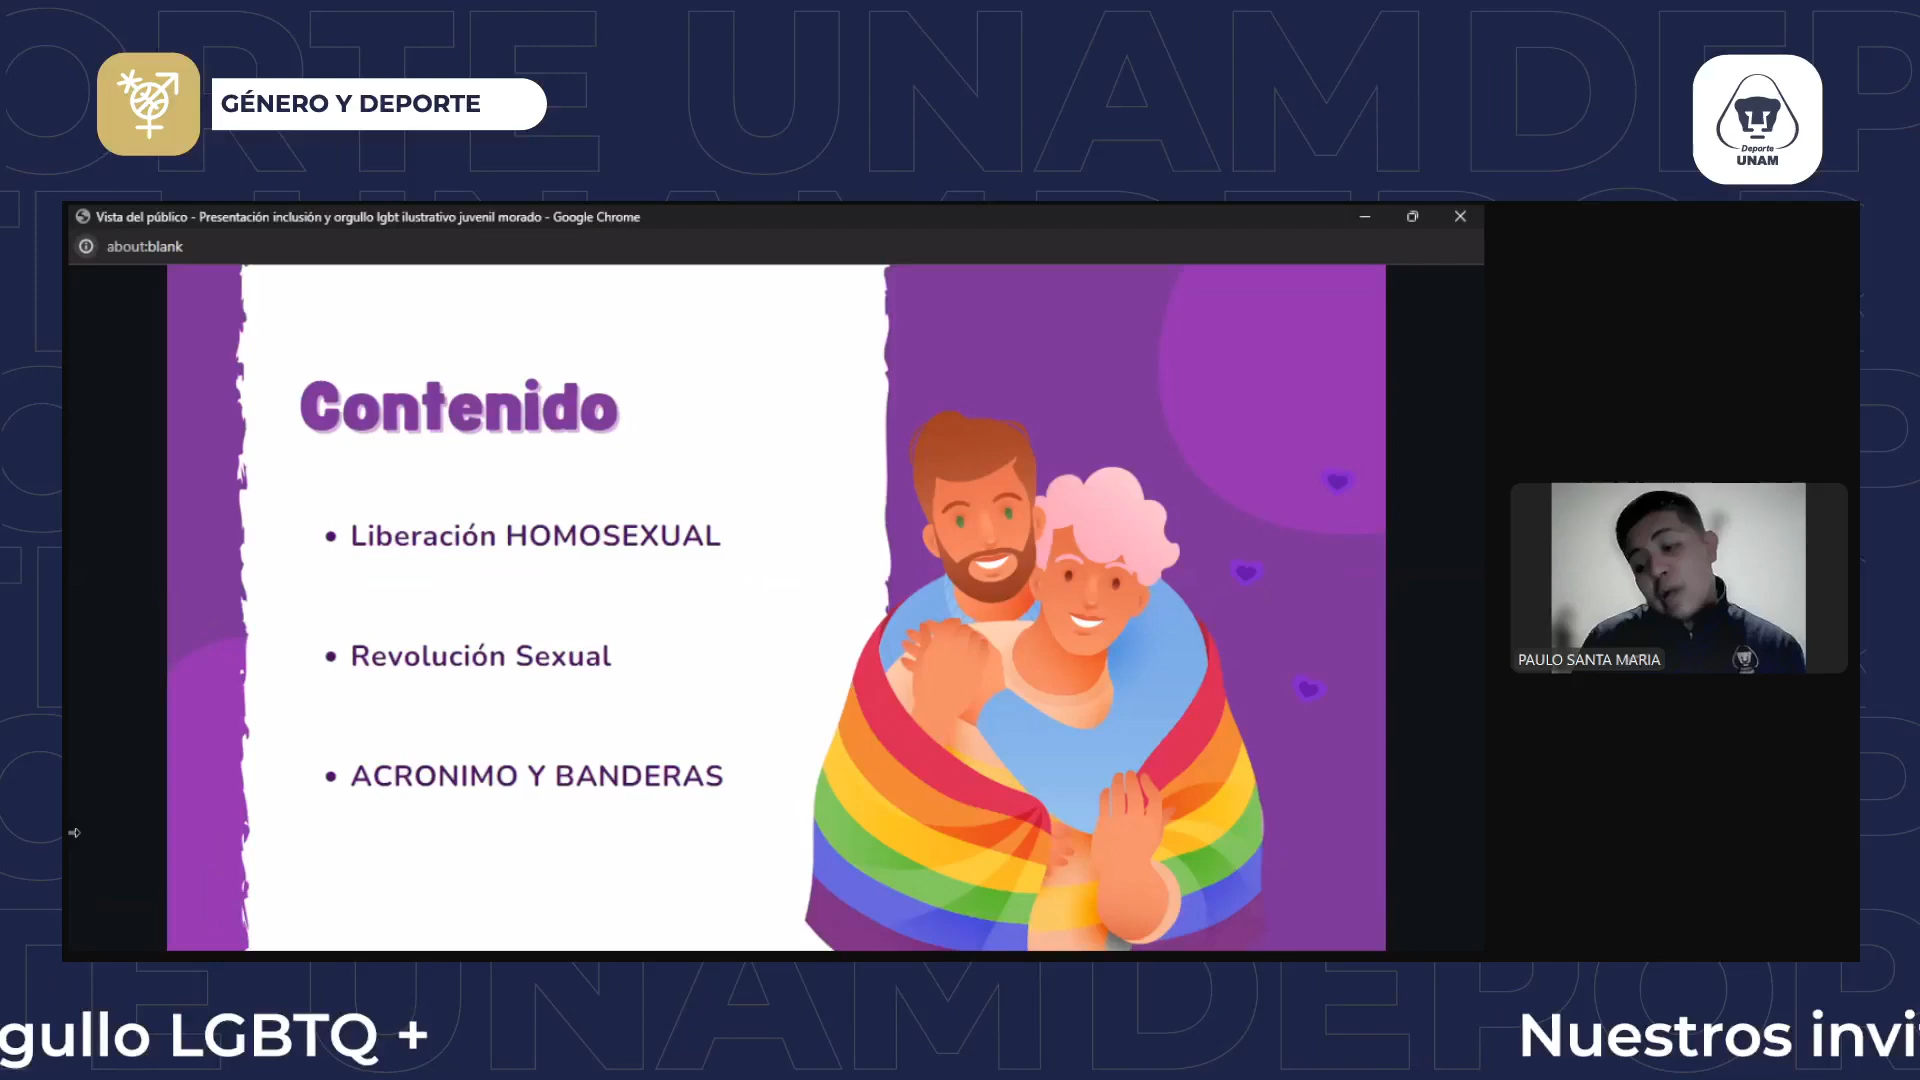 GÉNERO Y DEPORTE
Deporte
UNAM
Vista del público - Presentación inclusión y orgullo lgbt ilustrativo juvenil morado - Google Chrome
about:blank
Contenido
• Liberación HOMOSEXUAL
• Revolución Sexual
• ACRONIMO Y BANDERAS
PAULO SANTA MARIA
gullo LGBTQ +
Nuestros invi